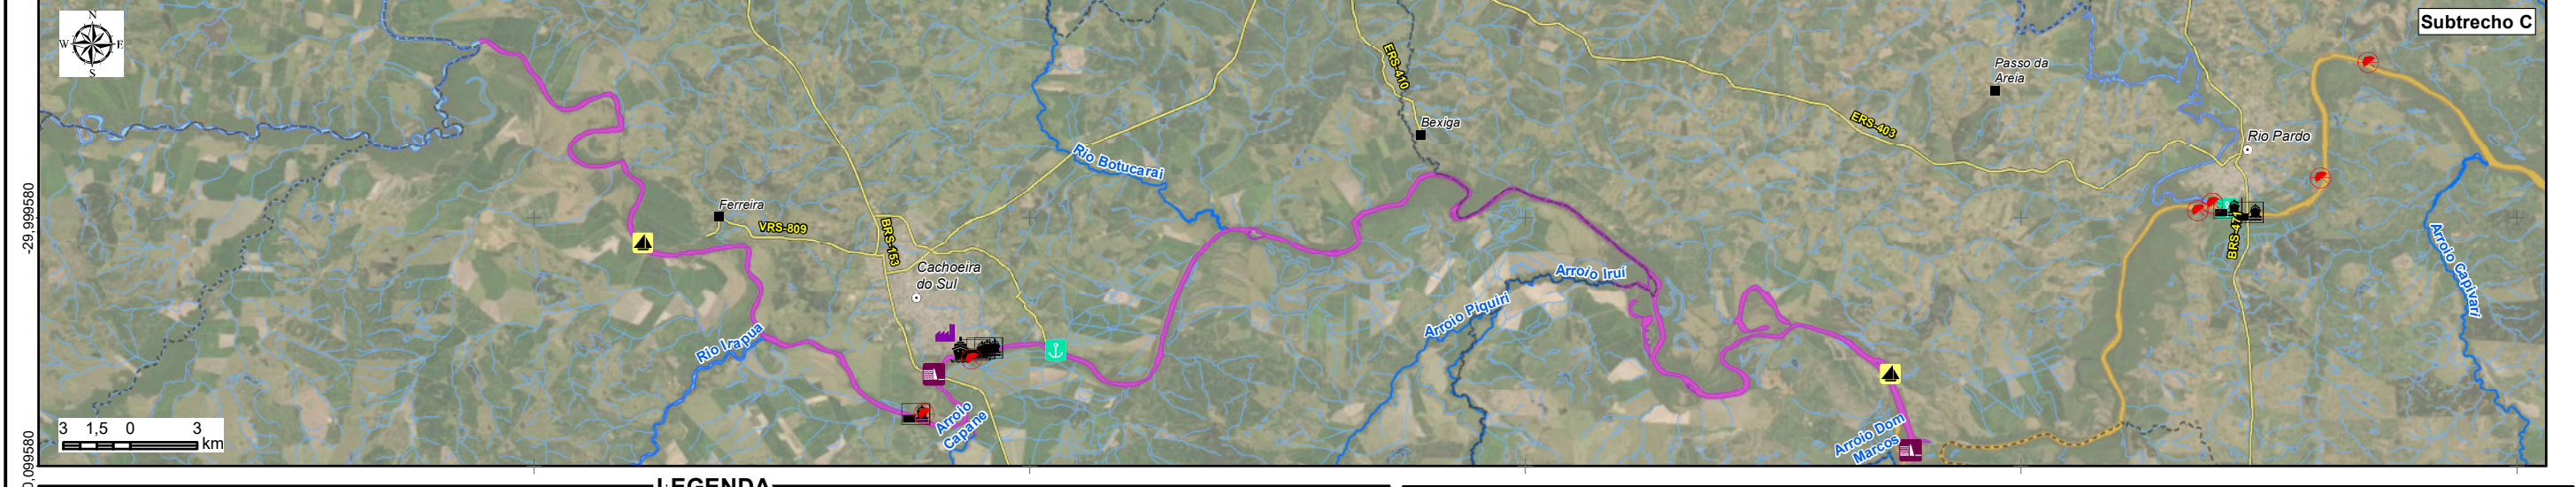 Subtrecho C
N
W
E
S
Passo da
Areia
ERS-410
Bexiga
ERS-403
Rio Pardo
Rio Botucaraí
-29,999580
Ferreira
VRS-809
BRS-153
BRS-471
Cachoeira
do Sul
Arroio Iruí
Arroio Capivari
Arroio Piquiri
Rio Irapua
Arroio
Capane
Arroio Dom
Marcos
3 1,5 0 3
km
LEGENDA